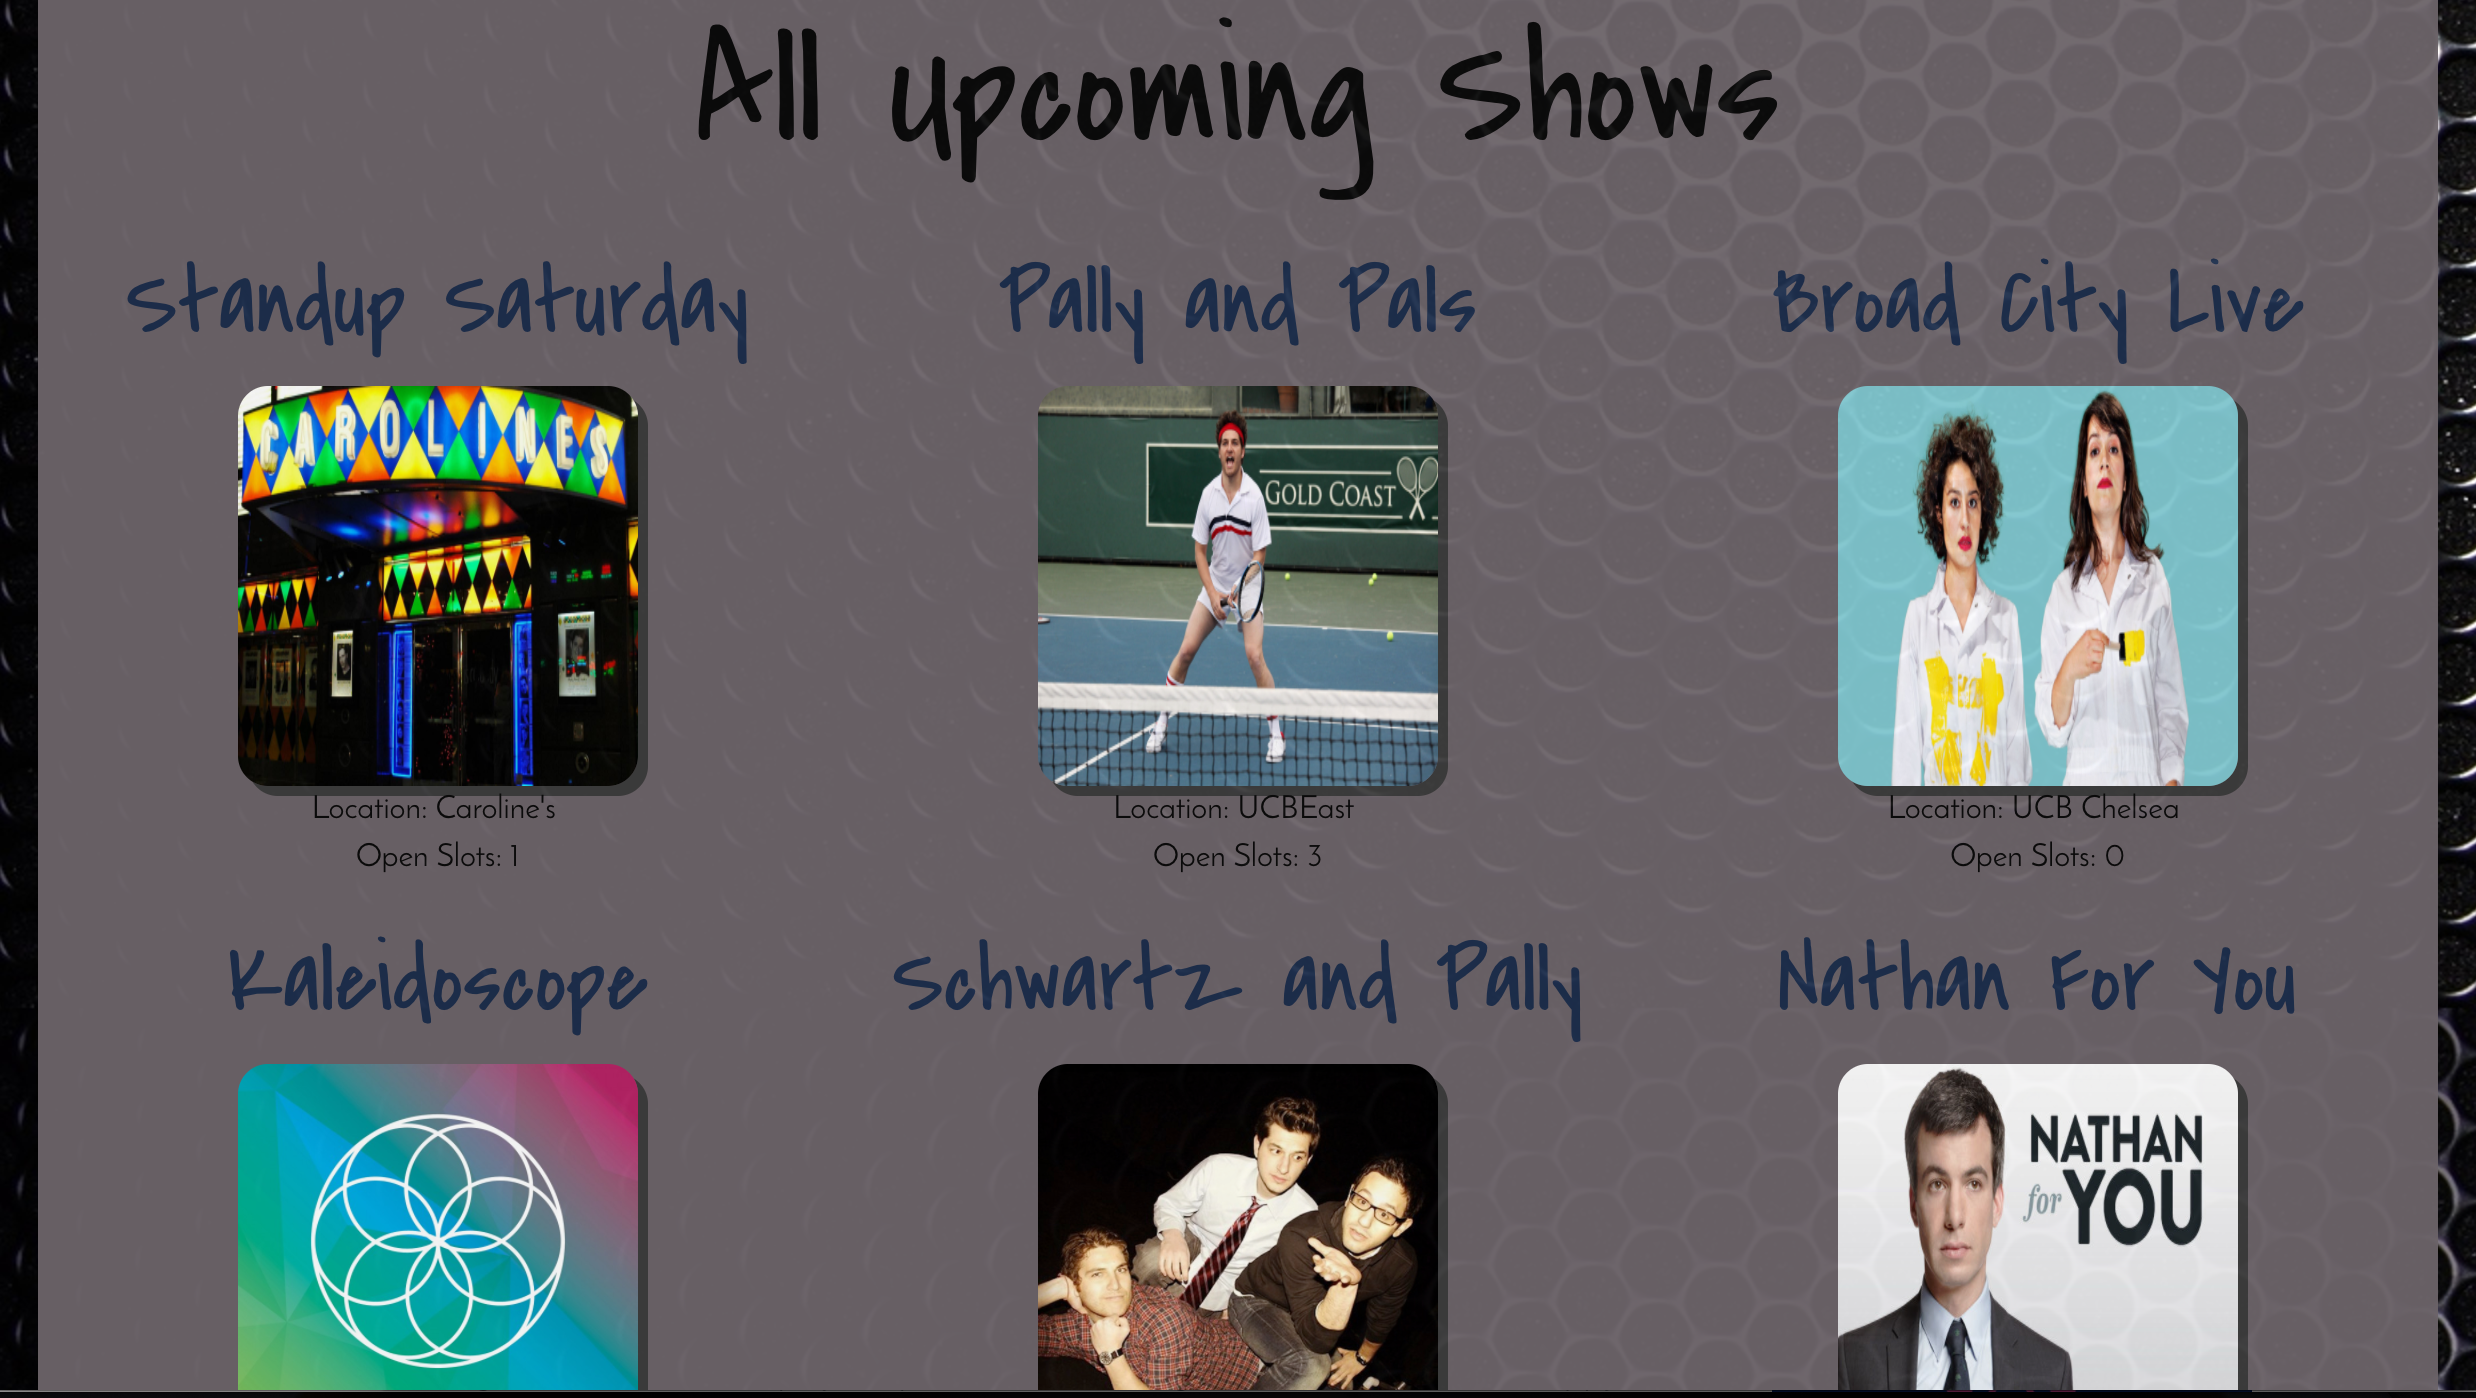 All Upcoming Shows
Standup Saturday
Pally and Pals
Broad City Live
CAROLINES
GOLD COAST
Location: Caroline's
Open Slots: 1
Location: UCBEast
Open Slots: 3
Location: UCB Chelsea
Open Slots: 0
Kaleidoscope
Schwartz and Pally
Nathan For You
NATHAN
for YOU